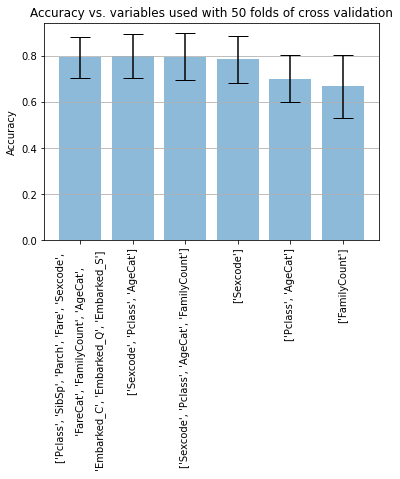 Accuracy vs. variables used with 50 folds of cross validation
Accuracy
0.8
0.6
0.4
0.2
0.0
['Pclass', 'SibSp', 'Parch', 'Fare', 'Sexcode',
'FareCat', 'FamilyCount', 'AgeCat',
'Embarked_C', 'Embarked_Q', 'Embarked_S']
['Sexcode', 'Pclass', 'AgeCat']
['Sexcode', 'Pclass', 'AgeCat', 'FamilyCount']
['Sexcode']
['Pclass', 'AgeCat']
['FamilyCount']